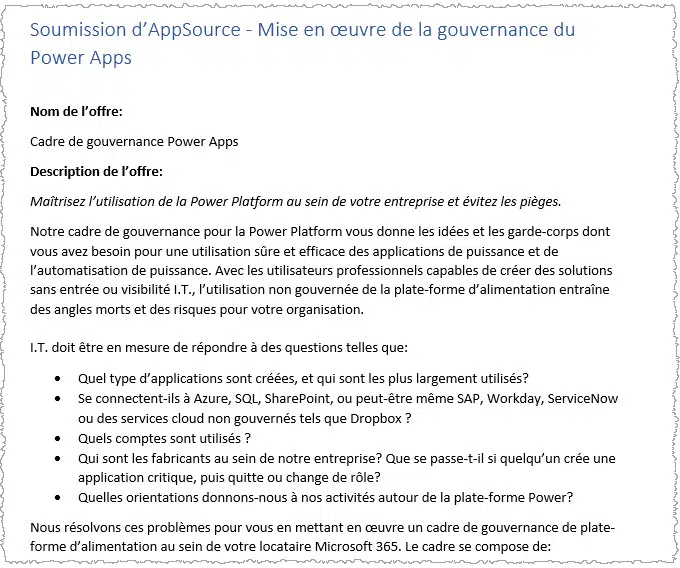 Soumission d’AppSource - Mise en œuvre de la gouvernance du
Power Apps
Nom de l’offre:
Cadre de gouvernance Power Apps
Description de l’offre:
Maîtrisez l’utilisation de la Power Platform au sein de votre entreprise et évitez les pièges.
Notre cadre de gouvernance pour la Power Platform vous donne les idées et les garde-corps dont
vous avez besoin pour une utilisation sûre et efficace des applications de puissance et de
l’automatisation de puissance. Avec les utilisateurs professionnels capables de créer des solutions
sans entrée ou visibilité I.T., l’utilisation non gouvernée de la plate-forme d’alimentation entraîne
des angles morts et des risques pour votre organisation.
I.T. doit être en mesure de répondre à des questions telles que:
• Quel type d’applications sont créées, et qui sont les plus largement utilisés?
• Se connectent-ils à Azure, SQL, SharePoint, ou peut-être même SAP, Workday, ServiceNow
ou des services cloud non gouvernés tels que Dropbox ?
• Quels comptes sont utilisés ?
• Qui sont les fabricants au sein de notre entreprise? Que se passe-t-il si quelqu’un crée une
application critique, puis quitte ou change de rôle?
• Quelles orientations donnons-nous à nos activités autour de la plate-forme Power?
Nous résolvons ces problèmes pour vous en mettant en œuvre un cadre de gouvernance de plate-
forme d’alimentation au sein de votre locataire Microsoft 365. Le cadre se compose de: